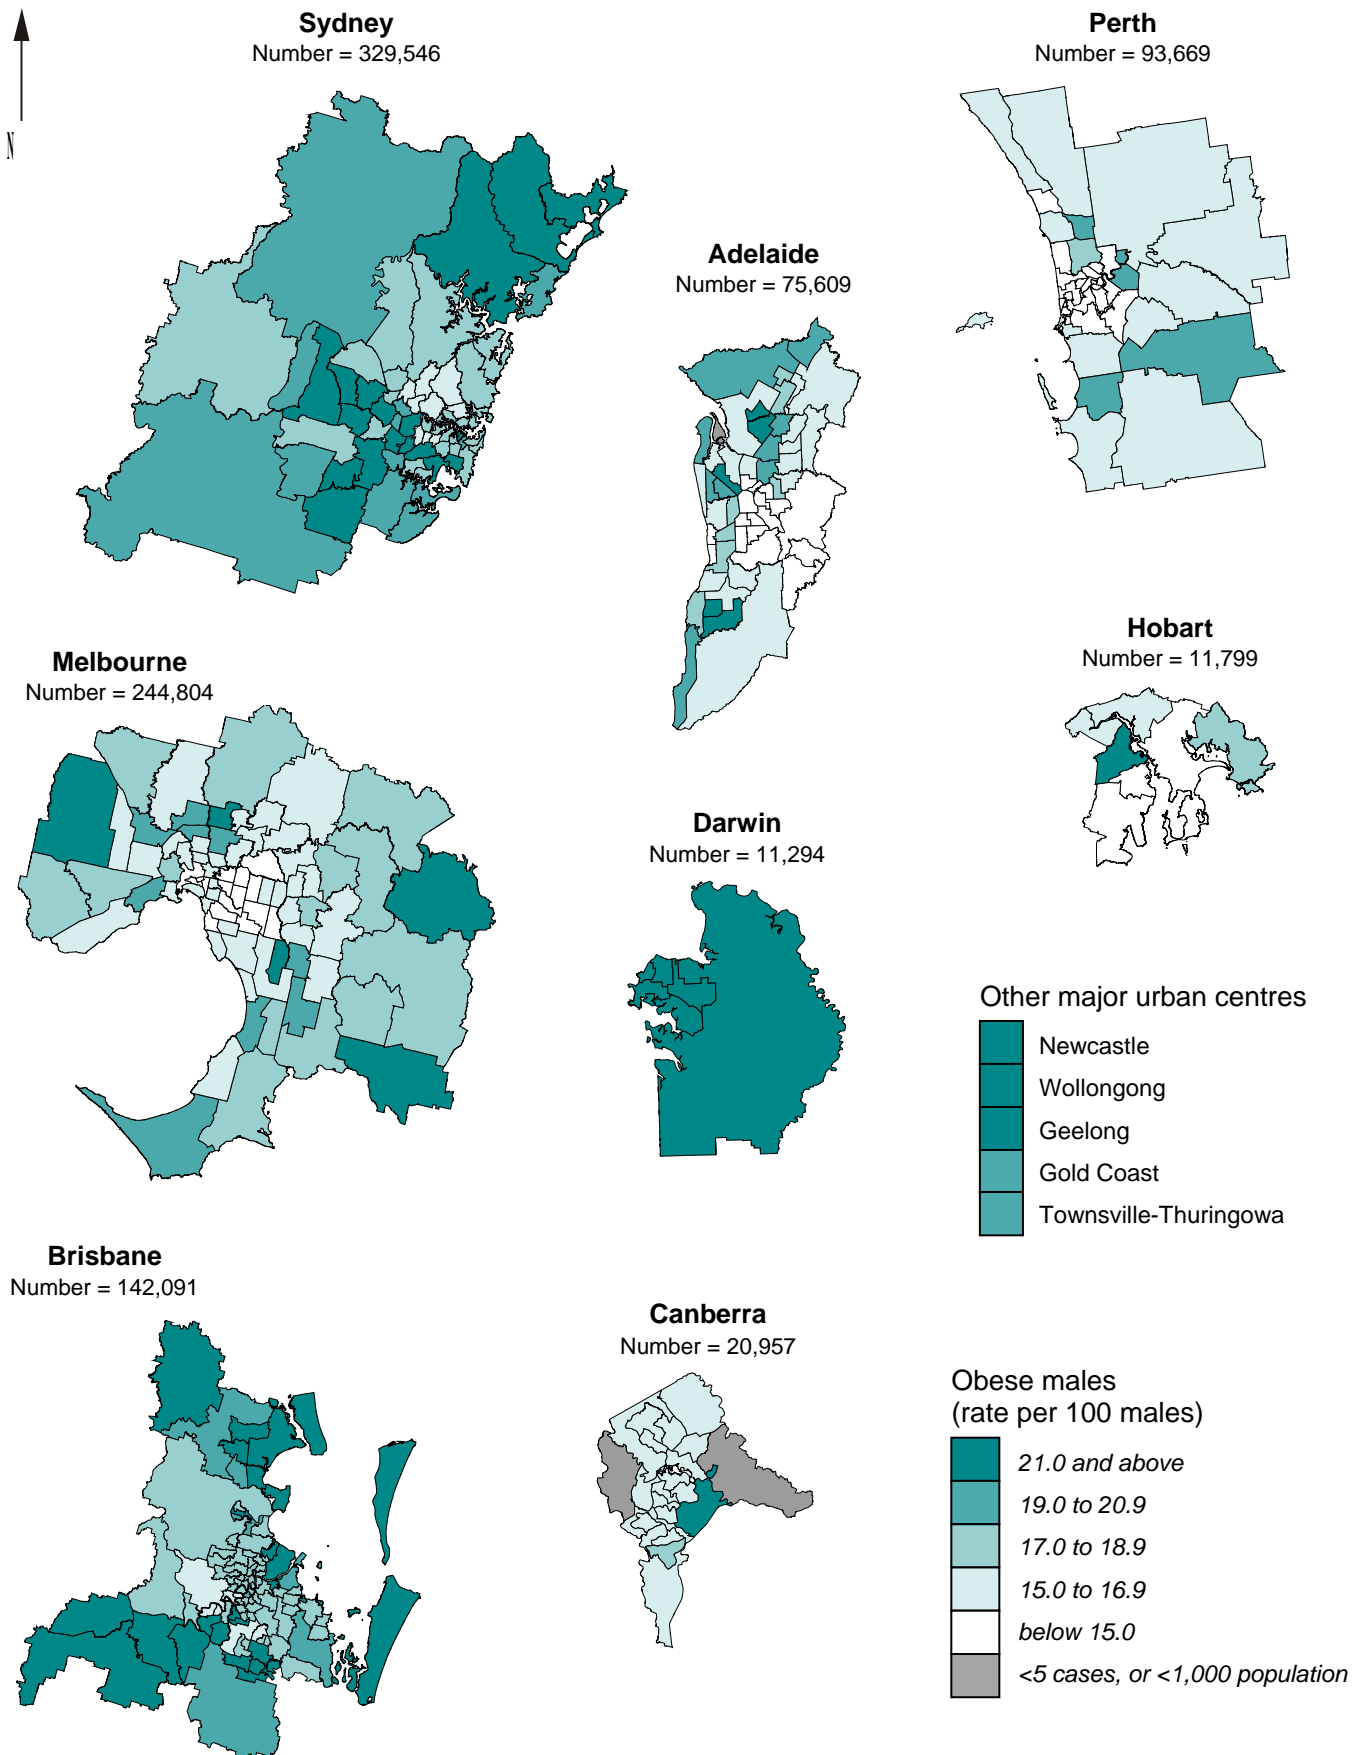 Sydney
Number = 329,546
Perth
Number = 93,669
N
Adelaide
Number = 75,609
Hobart
Number = 11,799
Melbourne
Number = 244,804
Darwin
Number = 11,294
Other major urban centres
Newcastle
Wollongong
Geelong
Gold Coast
Townsville-Thuringowa
Brisbane
Number = 142,091
Canberra
Number = 20,957
Obese males
(rate per 100 males)
21.0 and above
19.0 to 20.9
17.0 to 18.9
15.0 to 16.9
below 15.0
<5 cases, or <1,000 population